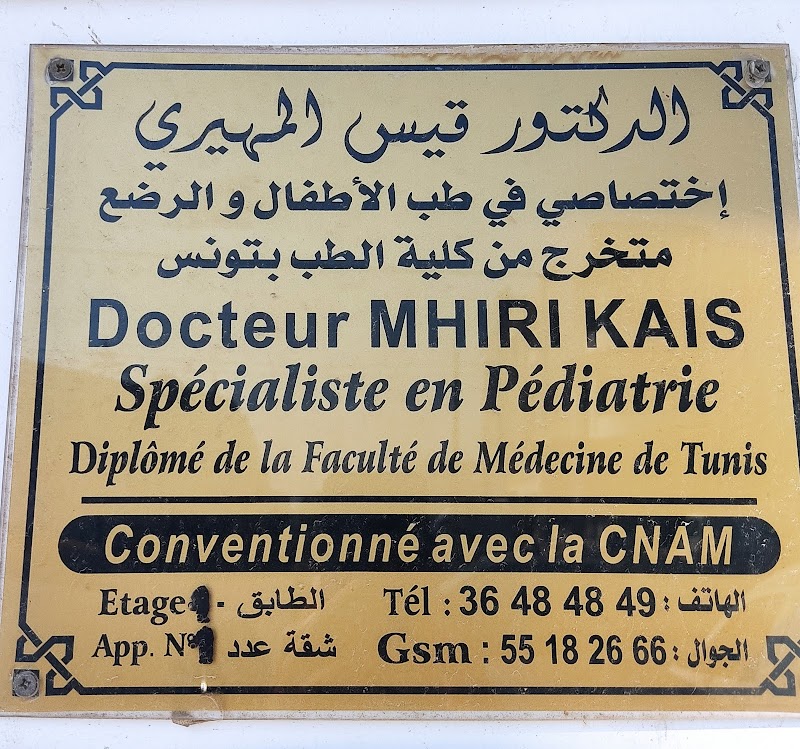 الدكتور قيس المهيري
إختصاصي في طب الأطفال و الرضع
متخرج من كلية الطب بتونس
Docteur MHIRI KAIS
Spécialiste en Pédiatrie
Diplômé de la Faculté de Médecine de Tunis
Conventionné avec la CNAM
Etage 1 - الطابق
App. N° 1 شقة عدد
Tél : 36 48 48 49 : الهاتف
Gsm : 55 18 26 66 : الجوال